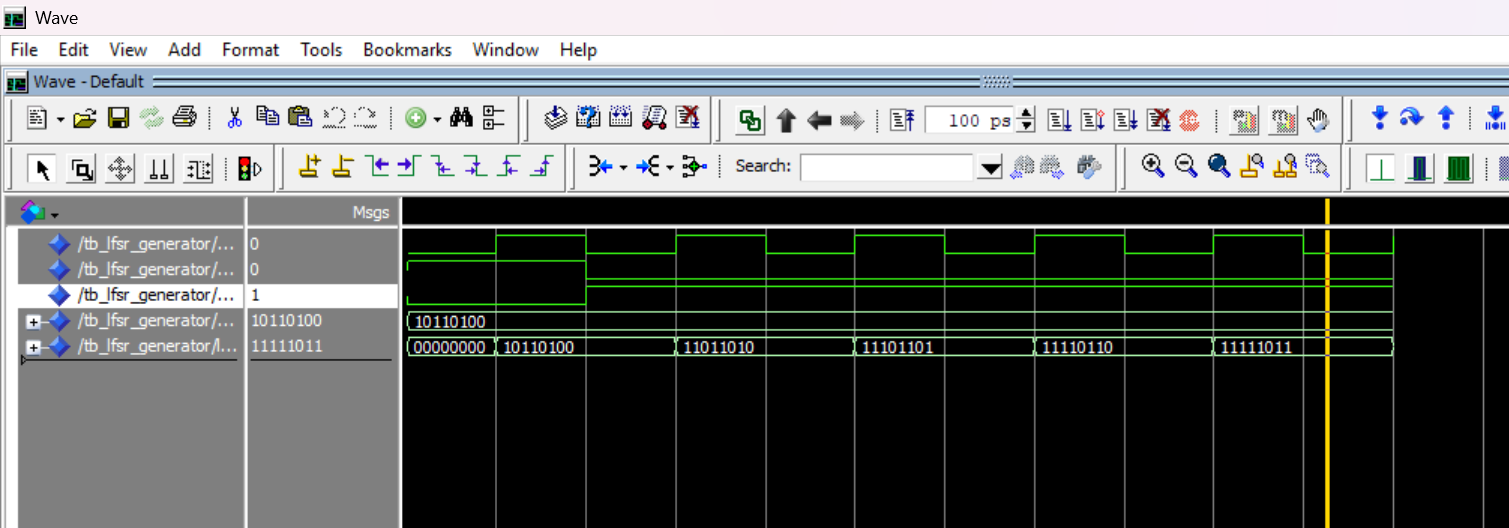 Wave
File Edit View Add Format Tools Bookmarks Window Help
Wave - Default
100 ps
Search:
Msgs
/tb_lfsr_generator/... 0
/tb_lfsr_generator/... 0
/tb_lfsr_generator/... 1
/tb_lfsr_generator/... 10110100 10110100
/tb_lfsr_generator/l... 11111011 00000000 10110100 11011010 11101101 11110110 11111011